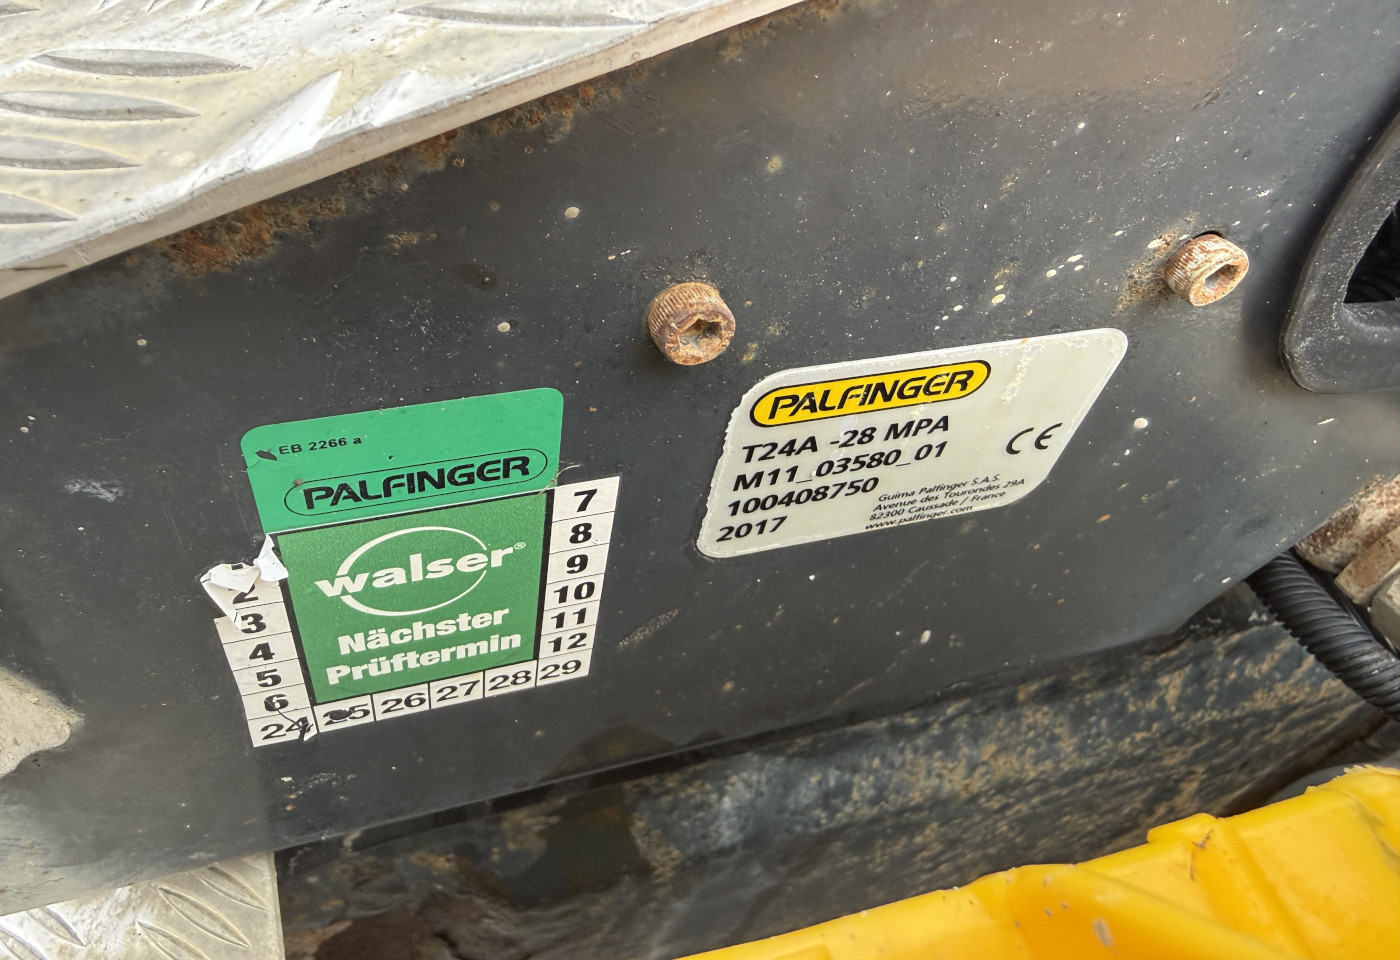 EB 2266 a
PALFINGER
walser®
Nächster
Prüftermin
2
3
4
5
6
7
8
9
10
11
12
24 25 26 27 28 29
PALFINGER
T24A -28 MPA
M11_03580_01
100408750
2017
CE
Guima Palfinger S.A.S.
Avenue des Tourondes 29A
82300 Caussade / France
www.palfinger.com